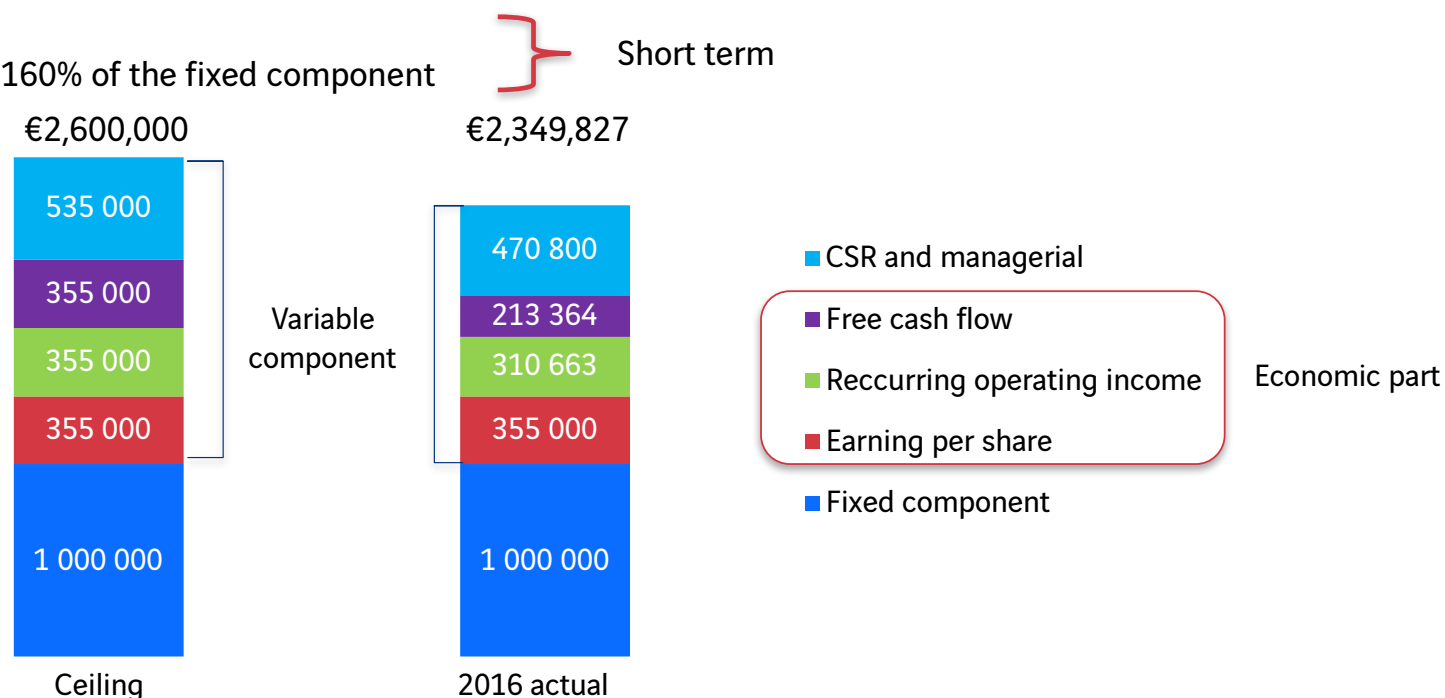 Short term
160% of the fixed component
€2,600,000
€2,349,827
535 000
355 000
355 000
355 000
1 000 000
Variable
component
470 800
213 364
310 663
355 000
1 000 000
CSR and managerial
Free cash flow
Reccurring operating income
Earning per share
Fixed component
Economic part
Ceiling
2016 actual